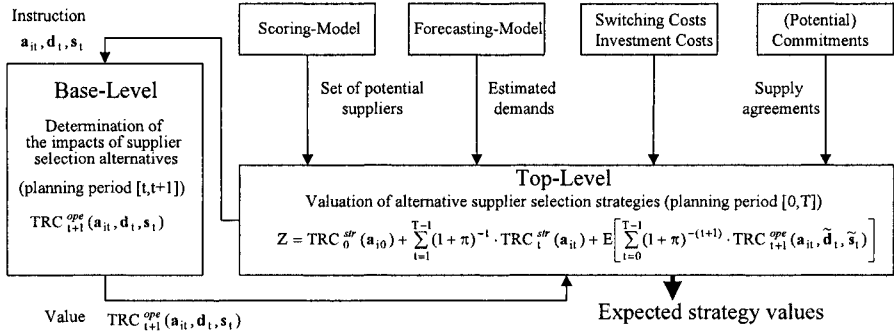 Instruction
a_it, d_t, s_t
Scoring-Model
Forecasting-Model
Switching Costs
Investment Costs
(Potential)
Commitments
Set of potential
suppliers
Estimated
demands
Supply
agreements
Base-Level
Determination of
the impacts of supplier
selection alternatives
(planning period [t,t+1])
TRC^ope_t+1(a_it, d_t, s_t)
Top-Level
Valuation of alternative supplier selection strategies (planning period [0,T])
Z = TRC^str_0(a_i0) + ∑_{t=1}^{T-1}(1 + π)^{-t} · TRC^str_t(a_it) + E[∑_{t=0}^{T-1}(1 + π)^{-(t+1)} · TRC^ope_t+1(a_it, d̃_t, s̃_t)]
Value TRC^ope_t+1(a_it, d_t, s_t)
Expected strategy values